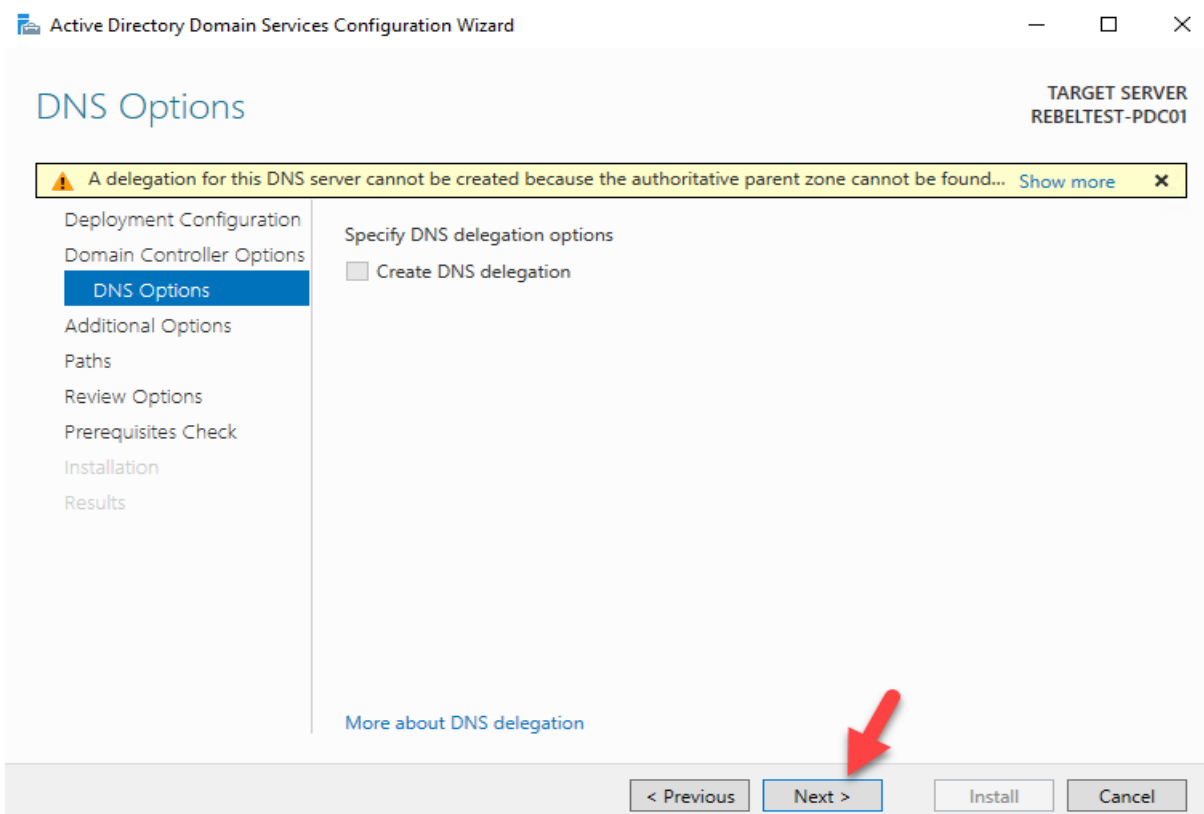 Active Directory Domain Services Configuration Wizard
DNS Options
TARGET SERVER
REBELTEST-PDC01
A delegation for this DNS server cannot be created because the authoritative parent zone cannot be found... Show more
Deployment Configuration
Domain Controller Options
DNS Options
Additional Options
Paths
Review Options
Prerequisites Check
Installation
Results
Specify DNS delegation options
Create DNS delegation
More about DNS delegation
< Previous Next > Install Cancel